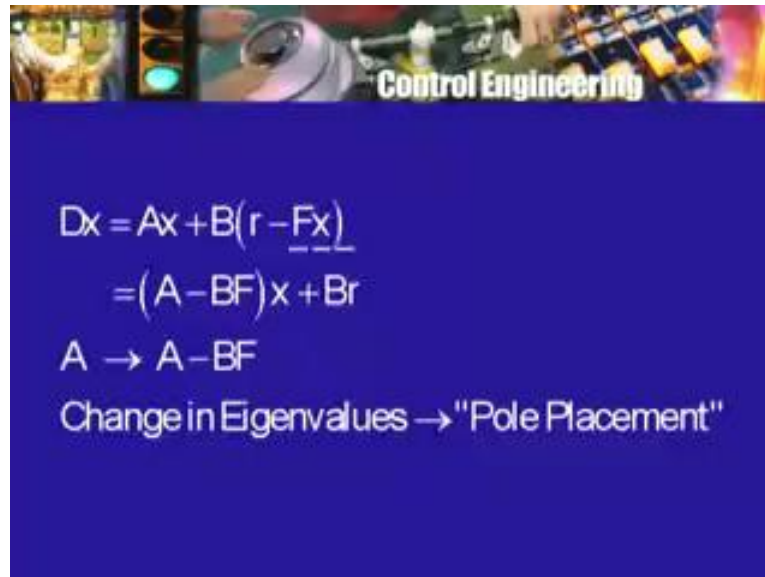 Control Engineering
Dx = Ax + B(r − Fx)
= (A − BF)x + Br
A → A − BF
Change in Eigenvalues → "Pole Placement"